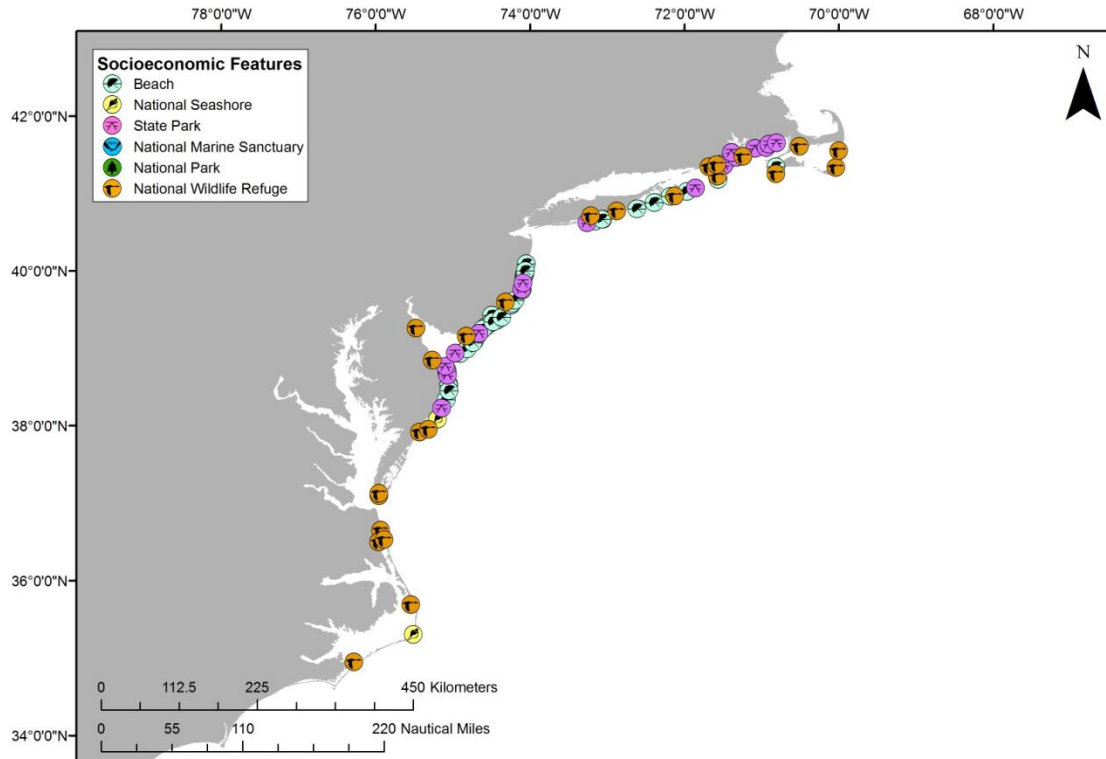 78°0'0"W 76°0'0"W 74°0'0"W 72°0'0"W 70°0'0"W 68°0'0"W
N
Socioeconomic Features
Beach
National Seashore
State Park
National Marine Sanctuary
National Park
National Wildlife Refuge
42°0'0"N
40°0'0"N
38°0'0"N
36°0'0"N
34°0'0"N
0 112.5 225 450 Kilometers
0 55 110 220 Nautical Miles